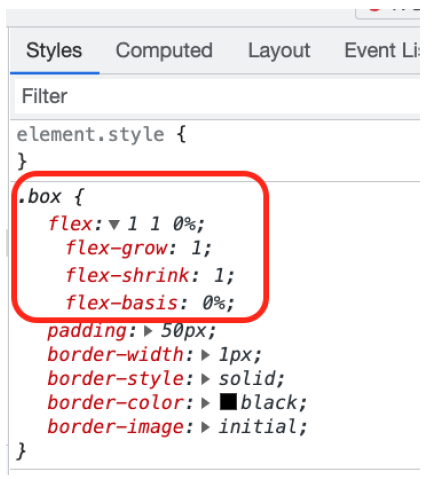 Styles Computed Layout Event Li
Filter
element.style {
}
.box {
flex:▼ 1 1 0%;
flex-grow: 1;
flex-shrink: 1;
flex-basis: 0%;
padding:▶ 50px;
border-width:▶ 1px;
border-style:▶ solid;
border-color:▶ black;
border-image:▶ initial;
}